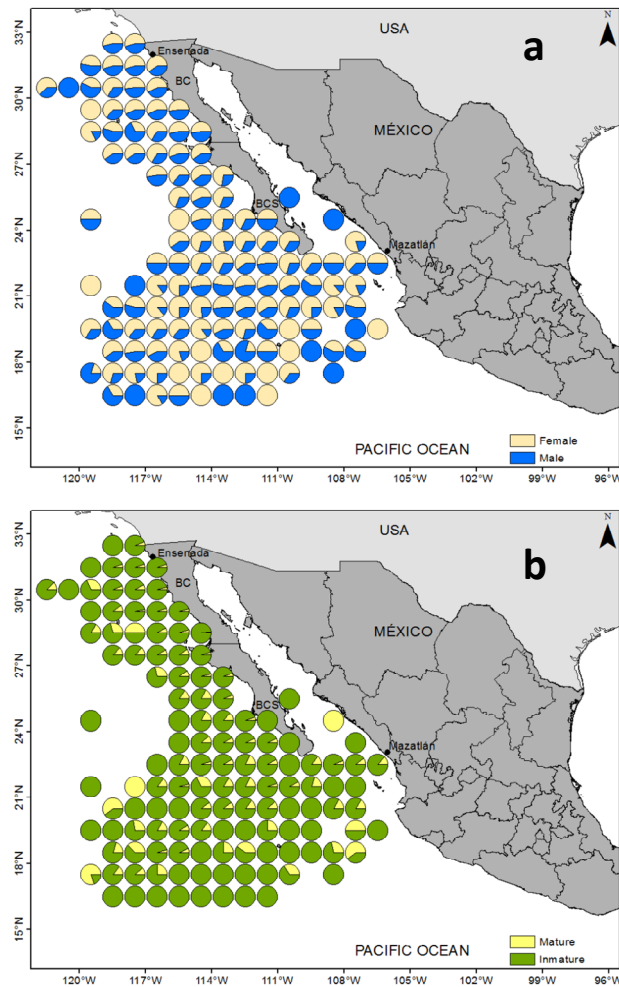 33°N
30°N
27°N
24°N
21°N
18°N
15°N
USA
N
a
Ensenada
BC
MÉXICO
BCS
Mazatlán
Female
Male
PACIFIC OCEAN
120°W 117°W 114°W 111°W 108°W 105°W 102°W 99°W 96°W
33°N
30°N
27°N
24°N
21°N
18°N
15°N
USA
N
b
Ensenada
BC
MÉXICO
BCS
Mazatlán
Mature
Inmature
PACIFIC OCEAN
120°W 117°W 114°W 111°W 108°W 105°W 102°W 99°W 96°W